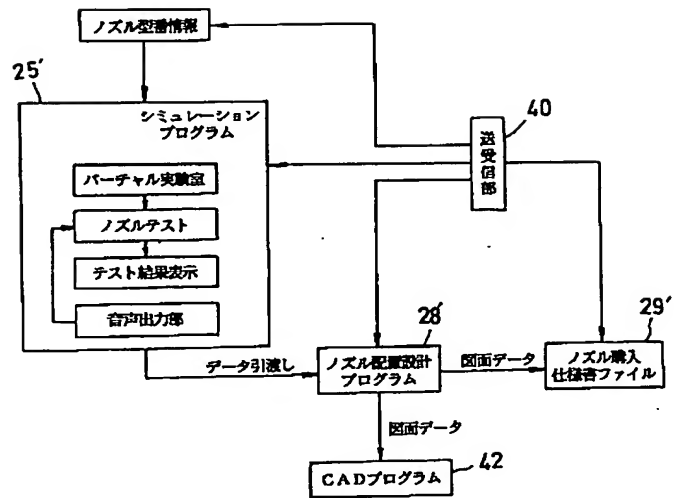 ノズル型番情報
25'
シミュレーション
プログラム
40
送受信部
バーチャル実験室
ノズルテスト
テスト結果表示
音声出力部
28'
29'
データ引渡し
ノズル配置設計
プログラム
図面データ
ノズル購入
仕様書ファイル
図面データ
CADプログラム
42